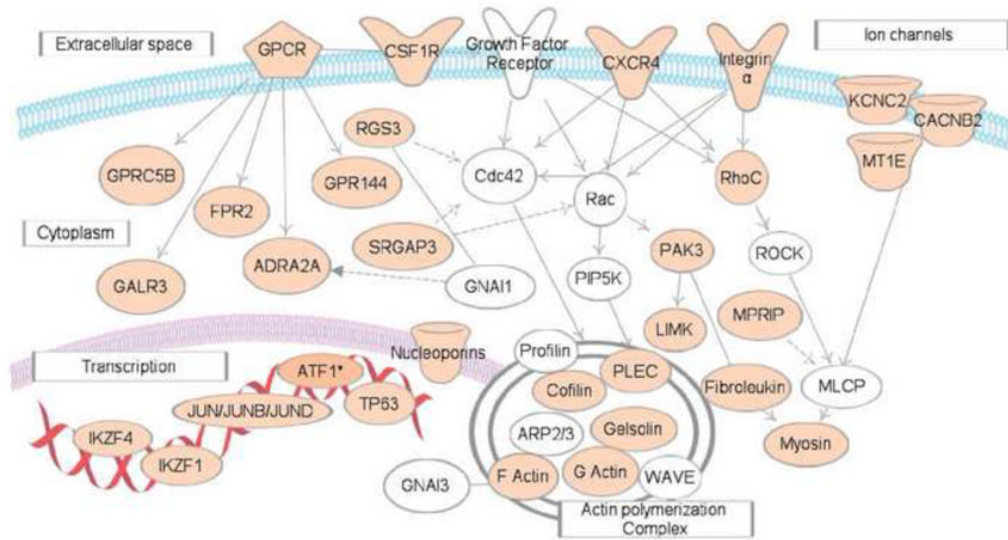 Extracellular space
GPCR
CSF1R
Growth Factor
Receptor
CXCR4
Integrin
α
Ion channels
KCNC2
CACNB2
MT1E
RGS3
GPRC5B
GPR144
FPR2
Cdc42
Rac
RhoC
Cytoplasm
SRGAP3
PAK3
ROCK
GALR3
ADRA2A
GNAI1
PIP5K
LIMK
MPRIP
Transcription
Nucleoporins
Profilin
PLEC
ATF1*
Cofilin
Fibroleukin
MLCP
JUN/JUNB/JUND
TP63
IKZF4
IKZF1
ARP2/3
Gelsolin
Myosin
GNAI3
F Actin
G Actin
WAVE
Actin polymerization
Complex